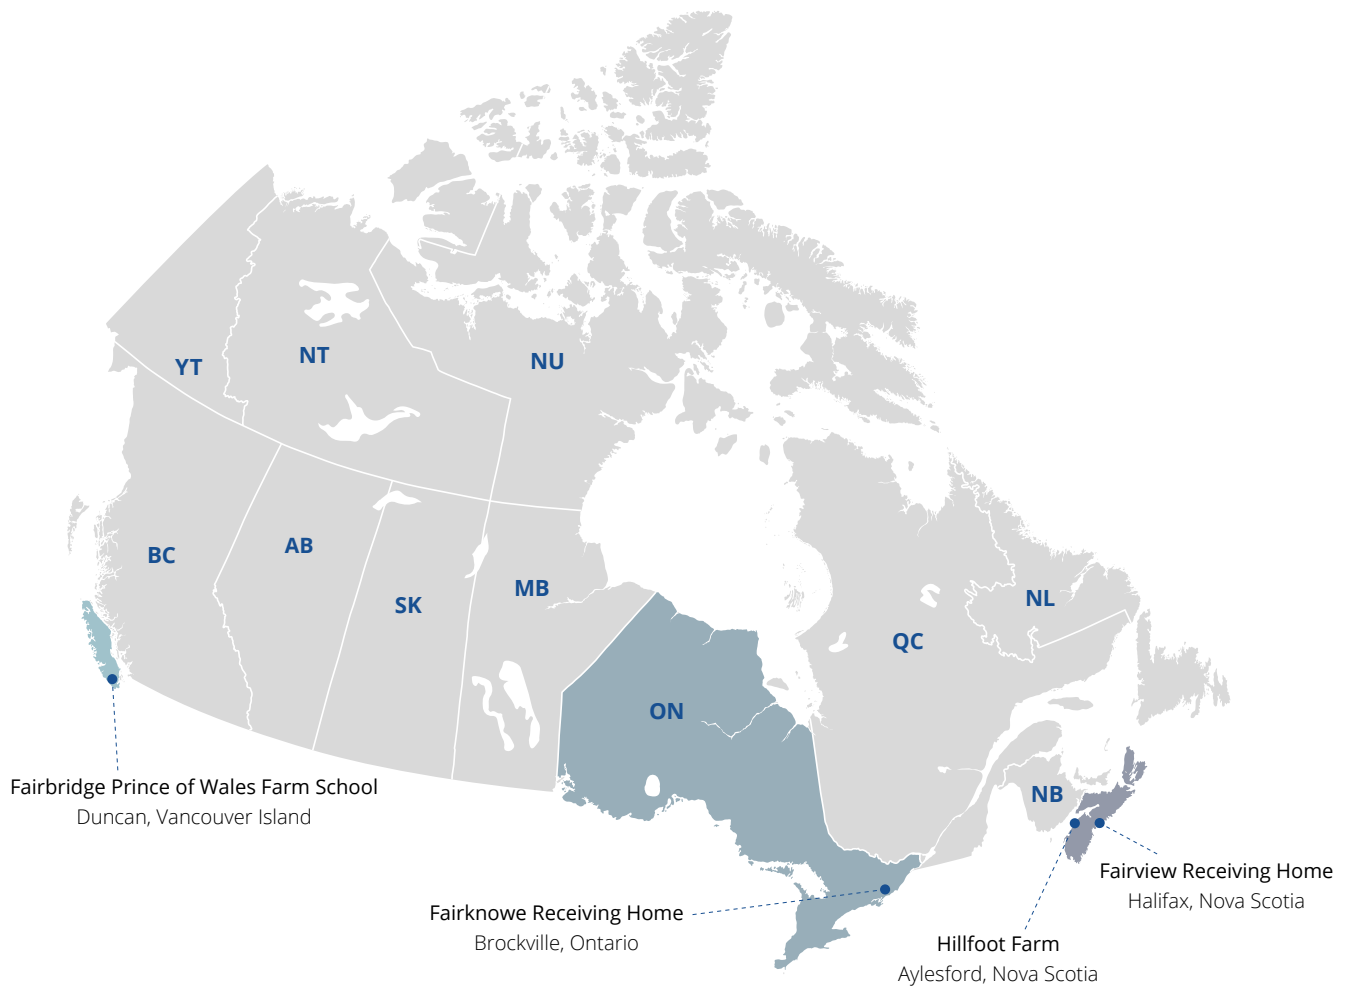 YT
NT
NU
BC
AB
SK
MB
ON
QC
NL
NB
Fairbridge Prince of Wales Farm School
Duncan, Vancouver Island
Fairview Receiving Home
Halifax, Nova Scotia
Fairknowe Receiving Home
Brockville, Ontario
Hillfoot Farm
Aylesford, Nova Scotia